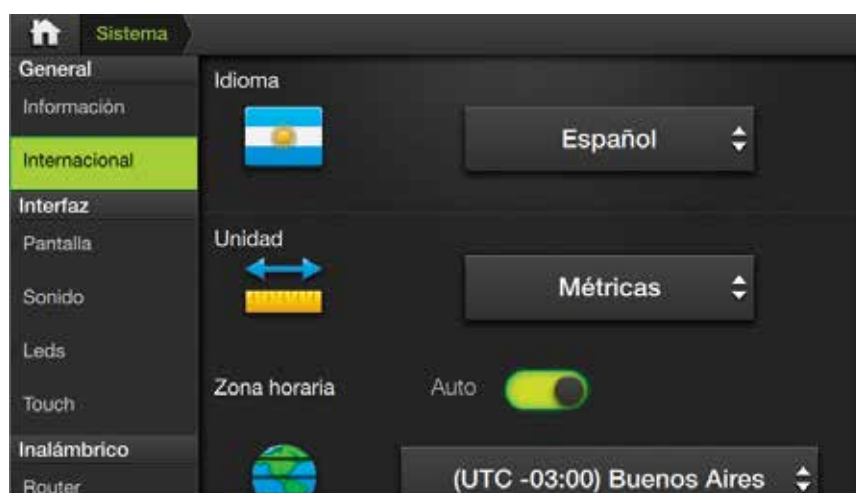 Sistema
General
Información
Internacional
Interfaz
Pantalla
Sonido
Leds
Touch
Inalámbrico
Router
Idioma
Español
Unidad
Métricas
Zona horaria
Auto
(UTC -03:00) Buenos Aires